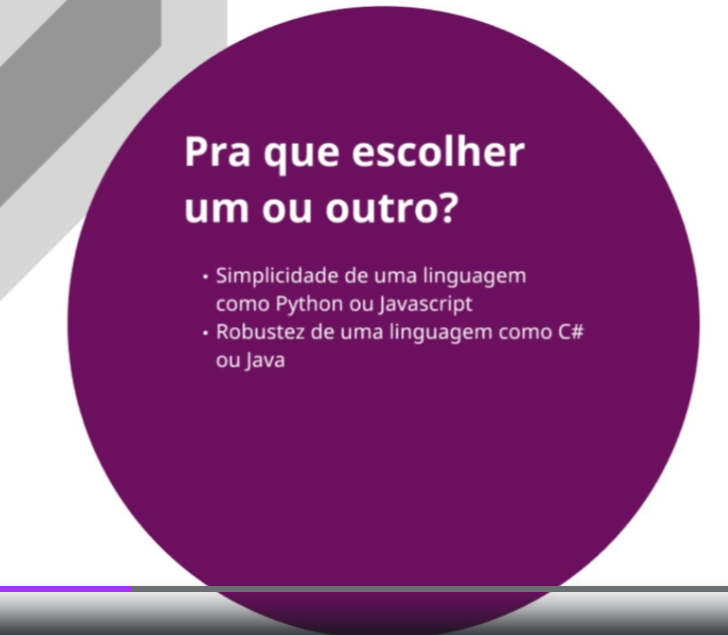 Pra que escolher
um ou outro?
• Simplicidade de uma linguagem
como Python ou Javascript
• Robustez de uma linguagem como C#
ou Java